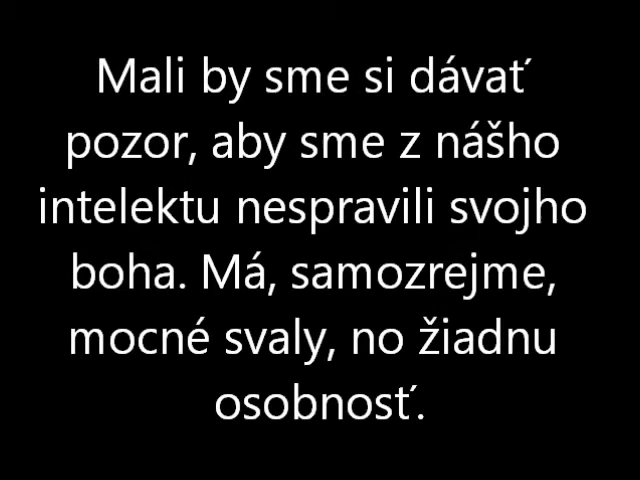 Mali by sme si dávať
pozor, aby sme z nášho
intelektu nespravili svojho
boha. Má, samozrejme,
mocné svaly, no žiadnu
osobnosť.